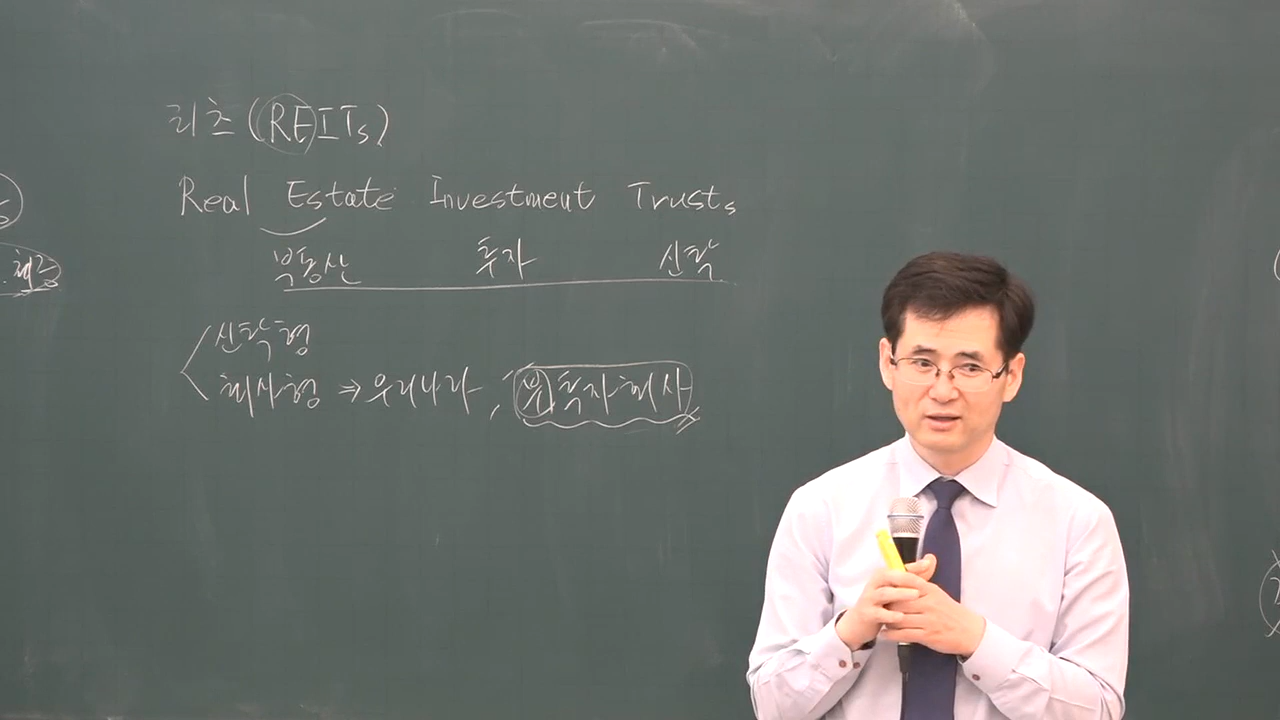 리츠 (REITs)
Real Estate Investment Trusts
부동산 투자 신탁
신탁형
회사형 ⇒ 우리나라, 부 투자회사